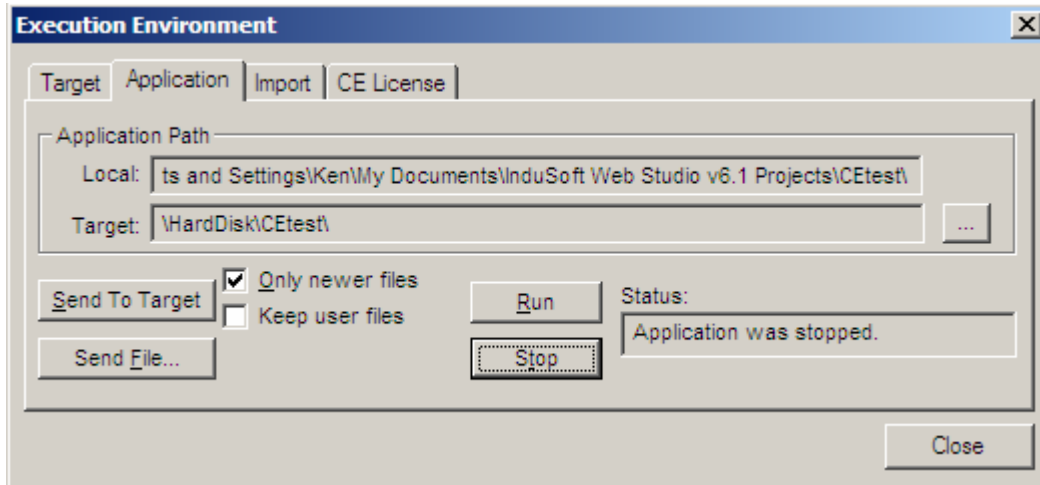 Execution Environment
Target Application Import CE License
Application Path
Local: ts and Settings\Ken\My Documents\InduSoft Web Studio v6.1 Projects\CEtest\
Target: \HardDisk\CEtest\ ...
Send To Target
Only newer files
Keep user files
Send File...
Run
Stop
Status:
Application was stopped.
Close